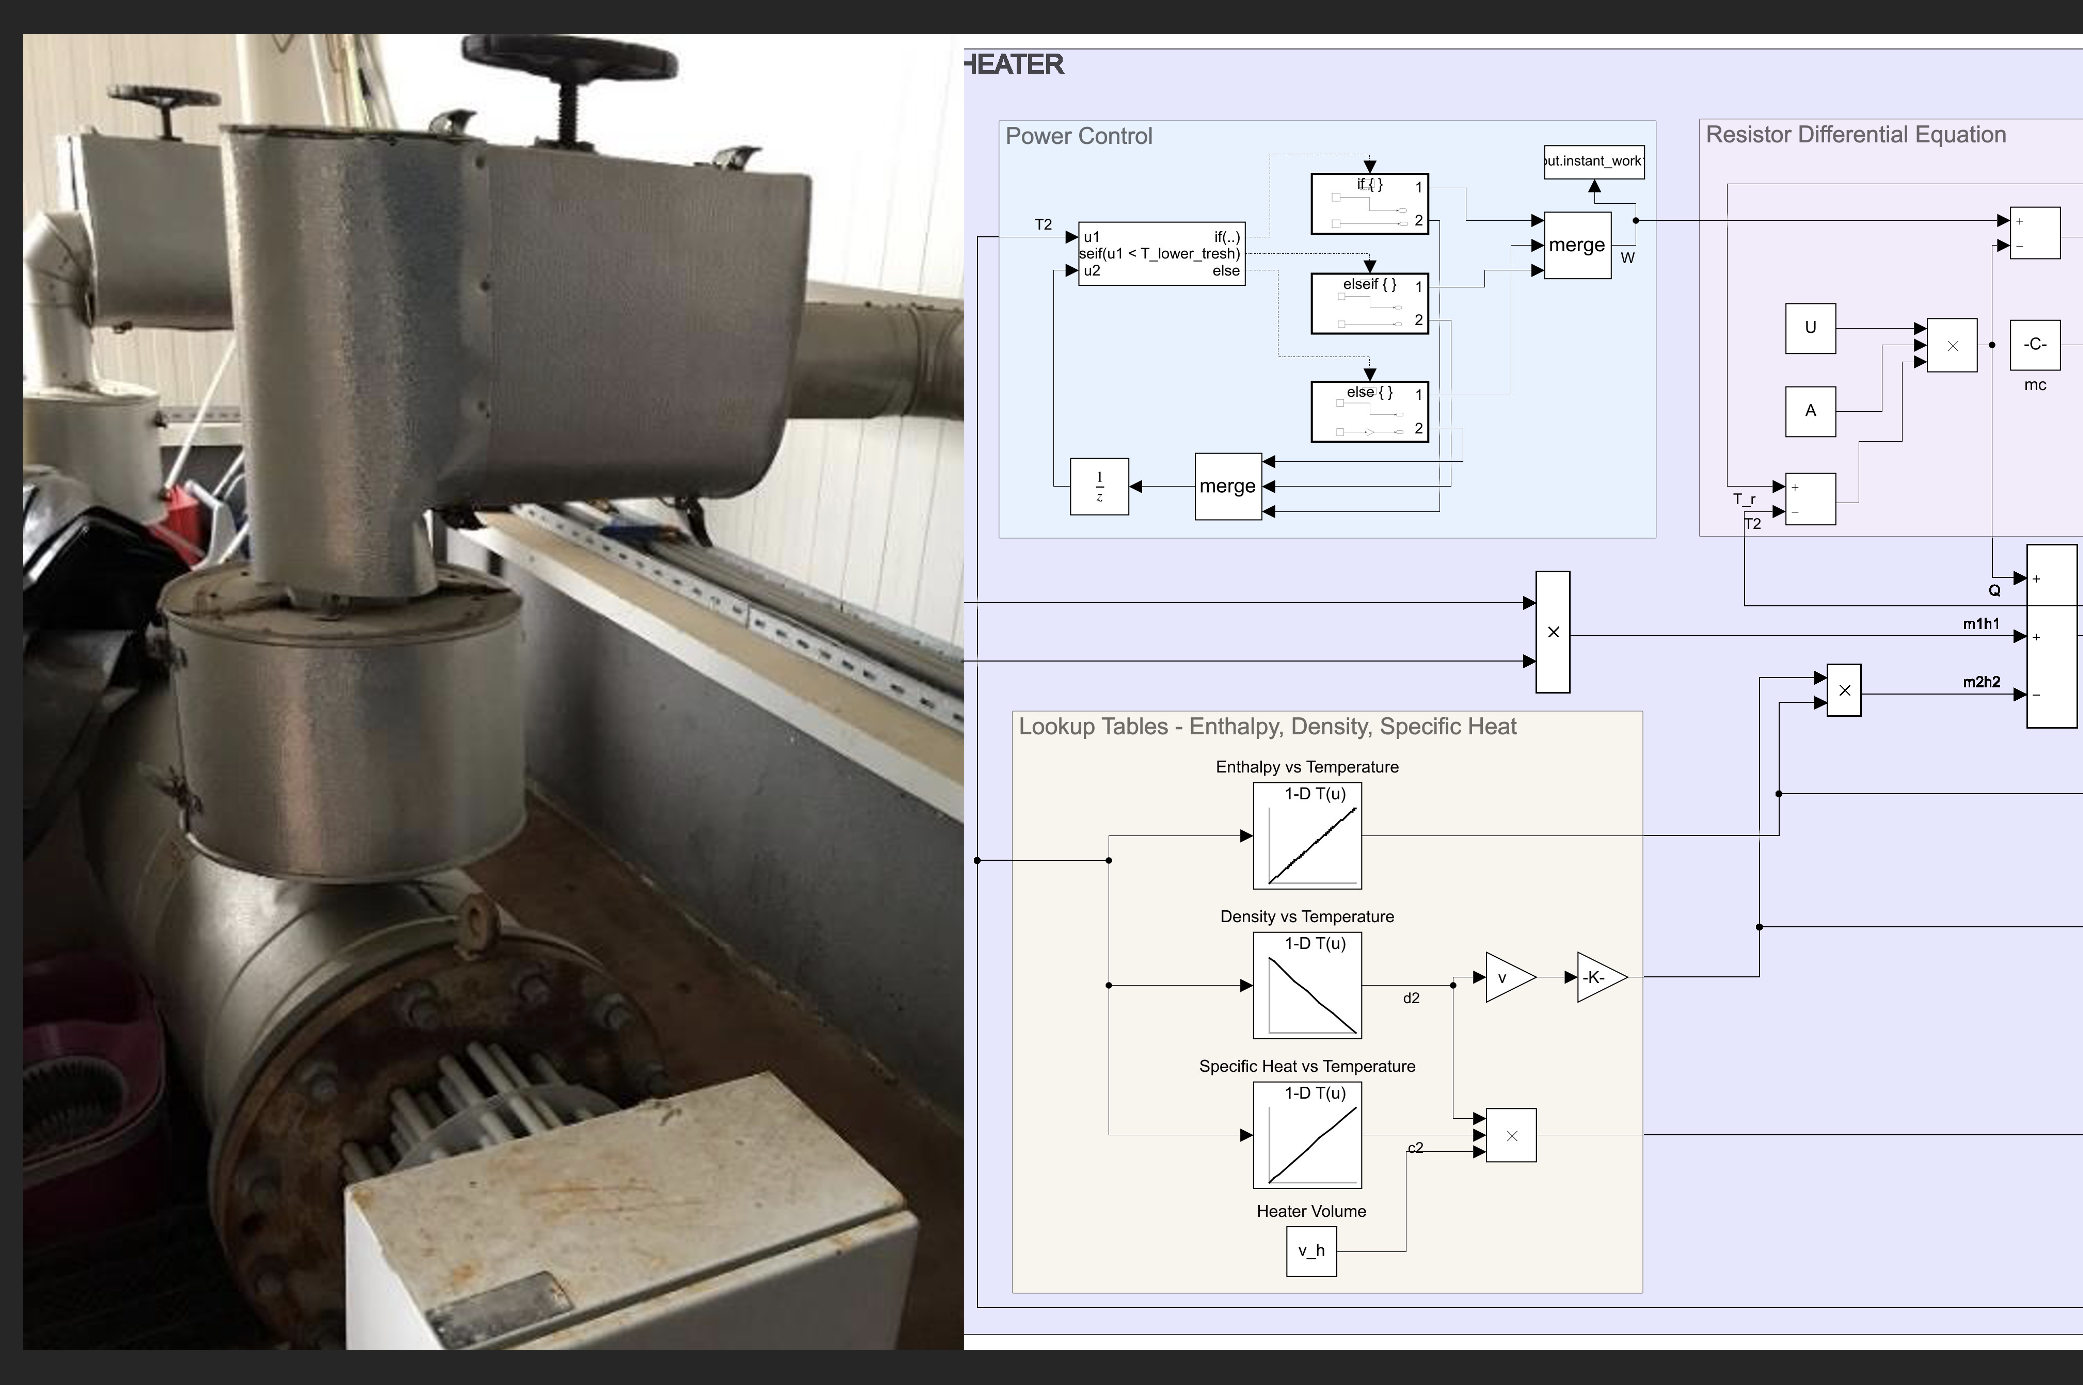 HEATER
Power Control
T2
u1
if(..)
seif(u1 < T_lower_tresh)
u2
else
if { }
1
2
elseif { }
1
2
else { }
1
2
merge
ut.instant_work
W
merge
1
z
Resistor Differential Equation
+
−
U
A
×
-C-
mc
T_r
T2
+
−
×
Q
m1h1
m2h2
+
+
−
×
Lookup Tables - Enthalpy, Density, Specific Heat
Enthalpy vs Temperature
1-D T(u)
Density vs Temperature
1-D T(u)
d2
v
-K-
Specific Heat vs Temperature
1-D T(u)
c2
×
Heater Volume
v_h